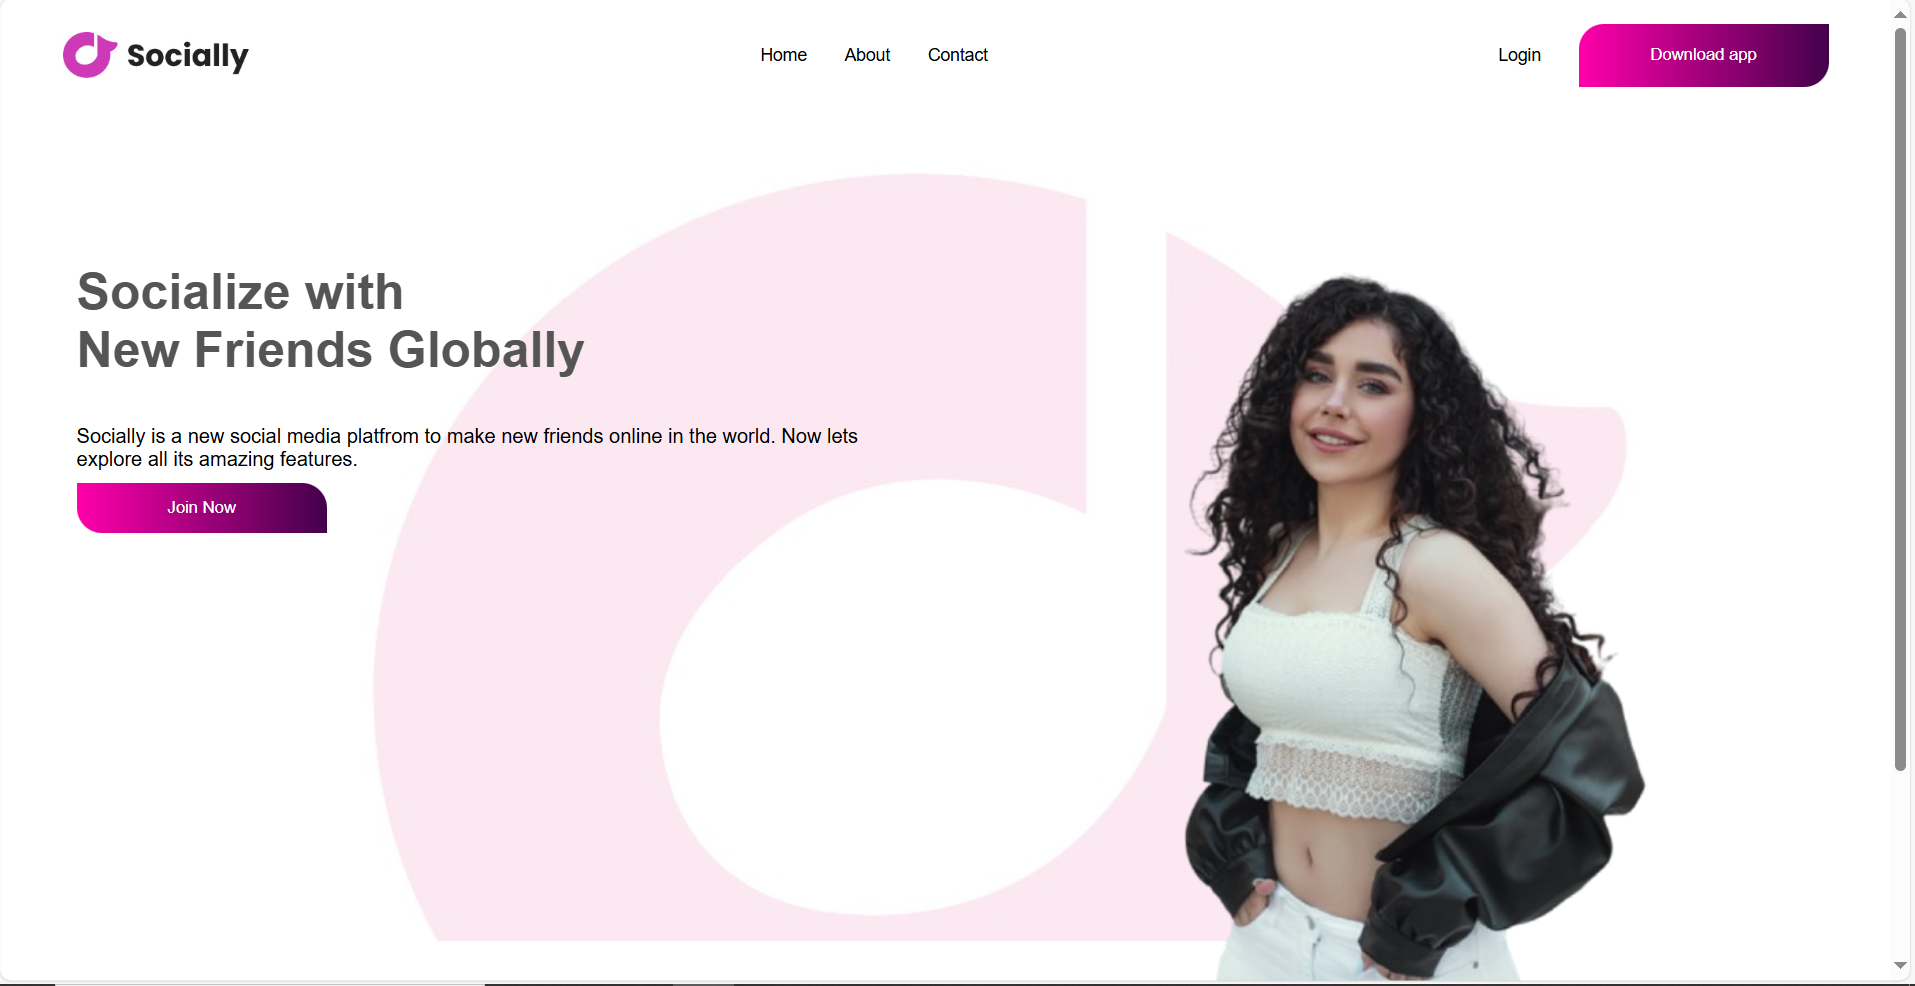 Socially
Home About Contact
Login
Download app
Socialize with
New Friends Globally
Socially is a new social media platfrom to make new friends online in the world. Now lets
explore all its amazing features.
Join Now